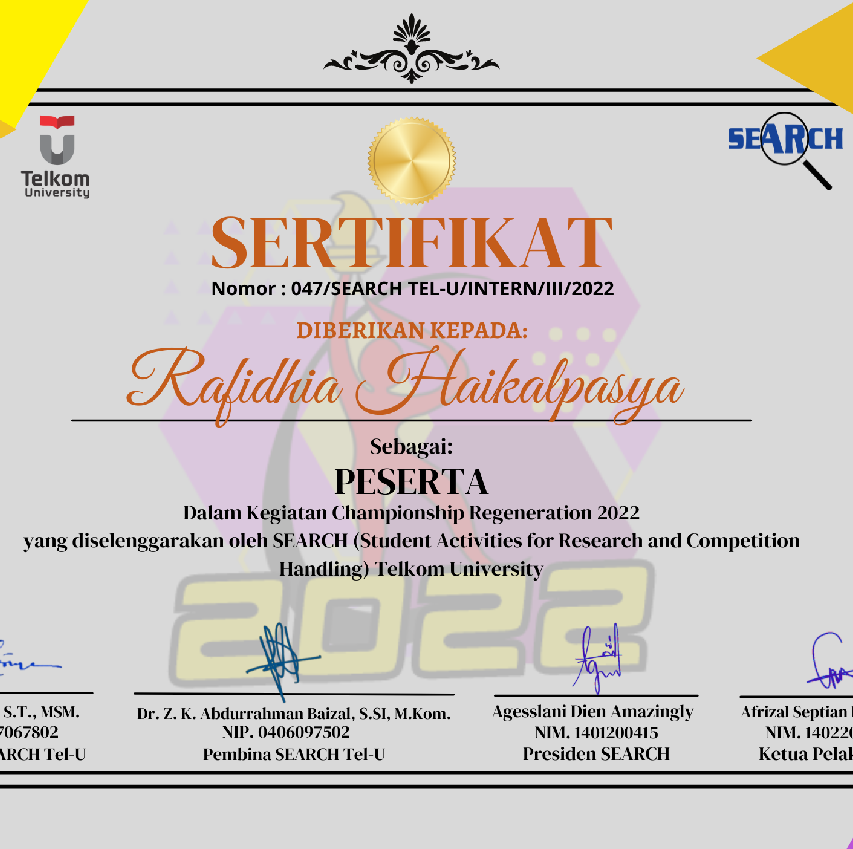 Telkom
University
SEARCH
SERTIFIKAT
Nomor : 047/SEARCH TEL-U/INTERN/III/2022
DIBERIKAN KEPADA:
Rafidhia Haikalpasya
Sebagai:
PESERTA
Dalam Kegiatan Championship Regeneration 2022
yang diselenggarakan oleh SEARCH (Student Activities for Research and Competition
Handling) Telkom University
2022
S.T., MSM.
7067802
ARCH Tel-U
Dr. Z. K. Abdurrahman Baizal, S.SI, M.Kom.
NIP. 0406097502
Pembina SEARCH Tel-U
Agesslani Dien Amazingly
NIM. 1401200415
Presiden SEARCH
Afrizal Septian
NIM. 140220
Ketua Pelak